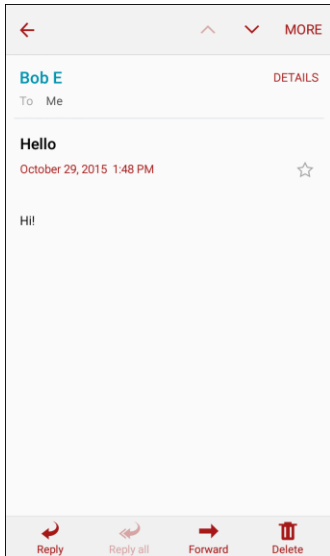 MORE
Bob E DETAILS
To Me
Hello
October 29, 2015 1:48 PM
Hi!
Reply Reply all Forward Delete